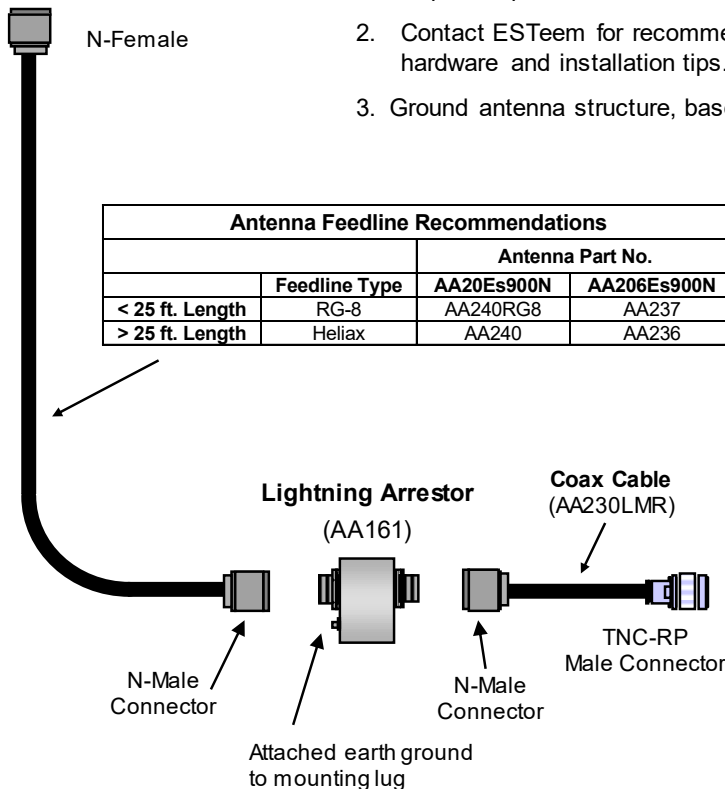 N-Female
2. Contact ESTeem for
hardware and installation tips.
3. Ground antenna structure,
Antenna Feedline Recommendations
Antenna Part No.
Feedline Type AA20Es900N AA206Es900N
< 25 ft. Length RG-8 AA240RG8 AA237
> 25 ft. Length Heliax AA240 AA236
Lightning Arrestor
(AA161)
Coax Cable
(AA230LMR)
N-Male
Connector
N-Male
Connector
TNC-RP
Male Connector
Attached earth ground
to mounting lug